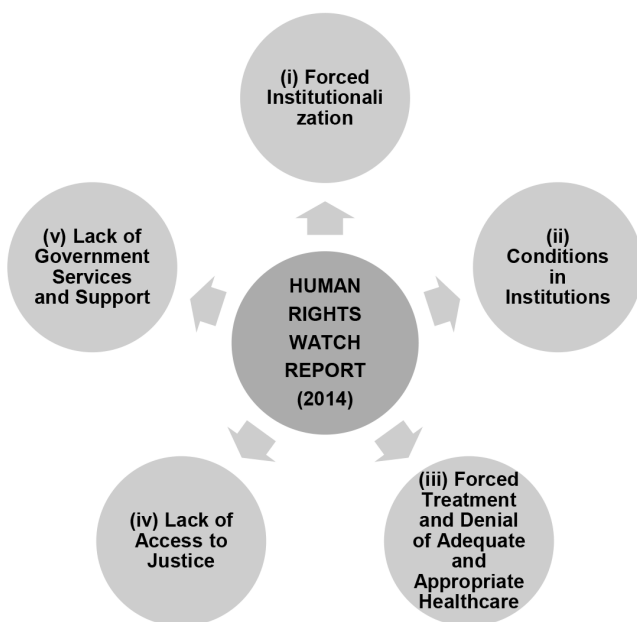 (i) Forced
Institutionali
zation
(ii)
Conditions
in
Institutions
(iii) Forced
Treatment
and Denial
of Adequate
and
Appropriate
Healthcare
(iv) Lack of
Access to
Justice
(v) Lack of
Government
Services
and Support
HUMAN
RIGHTS
WATCH
REPORT
(2014)